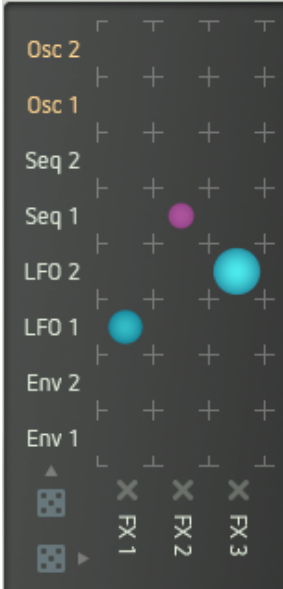 Osc 2
Osc 1
Seq 2
Seq 1
LFO 2
LFO 1
Env 2
Env 1
FX 1
FX 2
FX 3